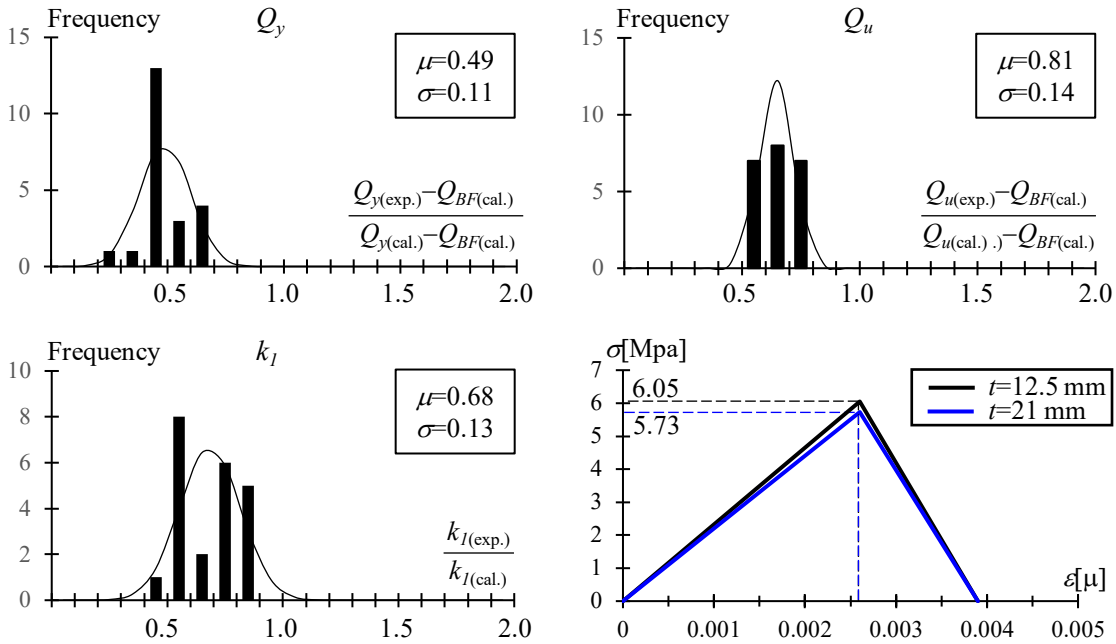 Frequency
Q_y
15
10
5
0
0.5
1.0
1.5
2.0
μ=0.49
σ=0.11
Q_y(exp.)−Q_BF(cal.)
Q_y(cal.)−Q_BF(cal.)
Frequency
Q_u
15
10
5
0
0.5
1.0
1.5
2.0
μ=0.81
σ=0.14
Q_u(exp.)−Q_BF(cal.)
Q_u(cal.) .)−Q_BF(cal.)
Frequency
k_1
10
8
6
4
2
0
0.5
1.0
1.5
2.0
μ=0.68
σ=0.13
k_1(exp.)
k_1(cal.)
σ[Mpa]
7
6
5
4
3
2
1
0
6.05
5.73
t=12.5 mm
t=21 mm
ε[μ]
0
0.001
0.002
0.003
0.004
0.005